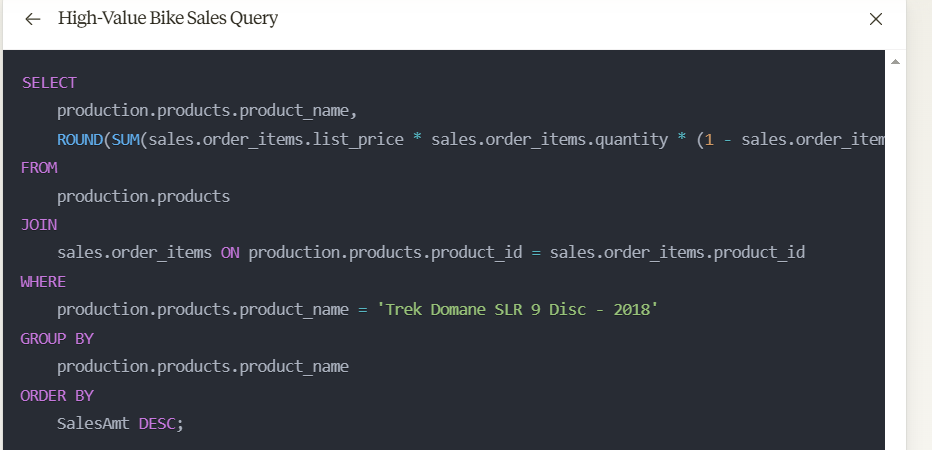 ← High-Value Bike Sales Query ×
SELECT
production.products.product_name,
ROUND(SUM(sales.order_items.list_price * sales.order_items.quantity * (1 - sales.order_item
FROM
production.products
JOIN
sales.order_items ON production.products.product_id = sales.order_items.product_id
WHERE
production.products.product_name = 'Trek Domane SLR 9 Disc - 2018'
GROUP BY
production.products.product_name
ORDER BY
SalesAmt DESC;